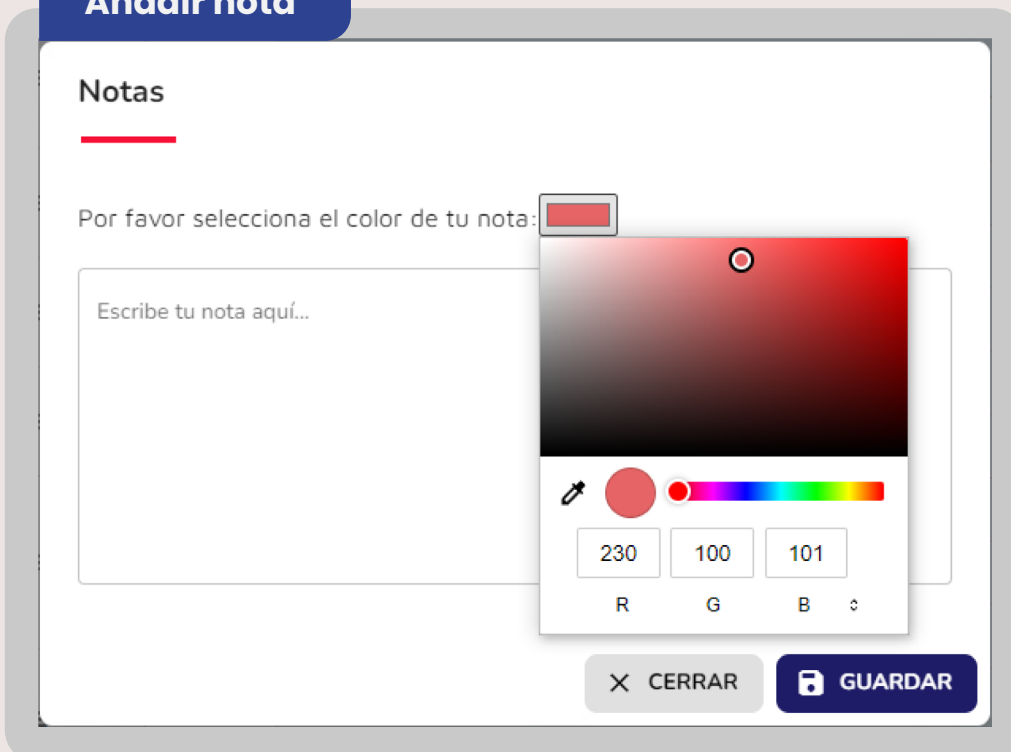 Añadir nota
Notas
Por favor selecciona el color de tu nota:
Escribe tu nota aquí...
230 100 101
R G B
CERRAR GUARDAR